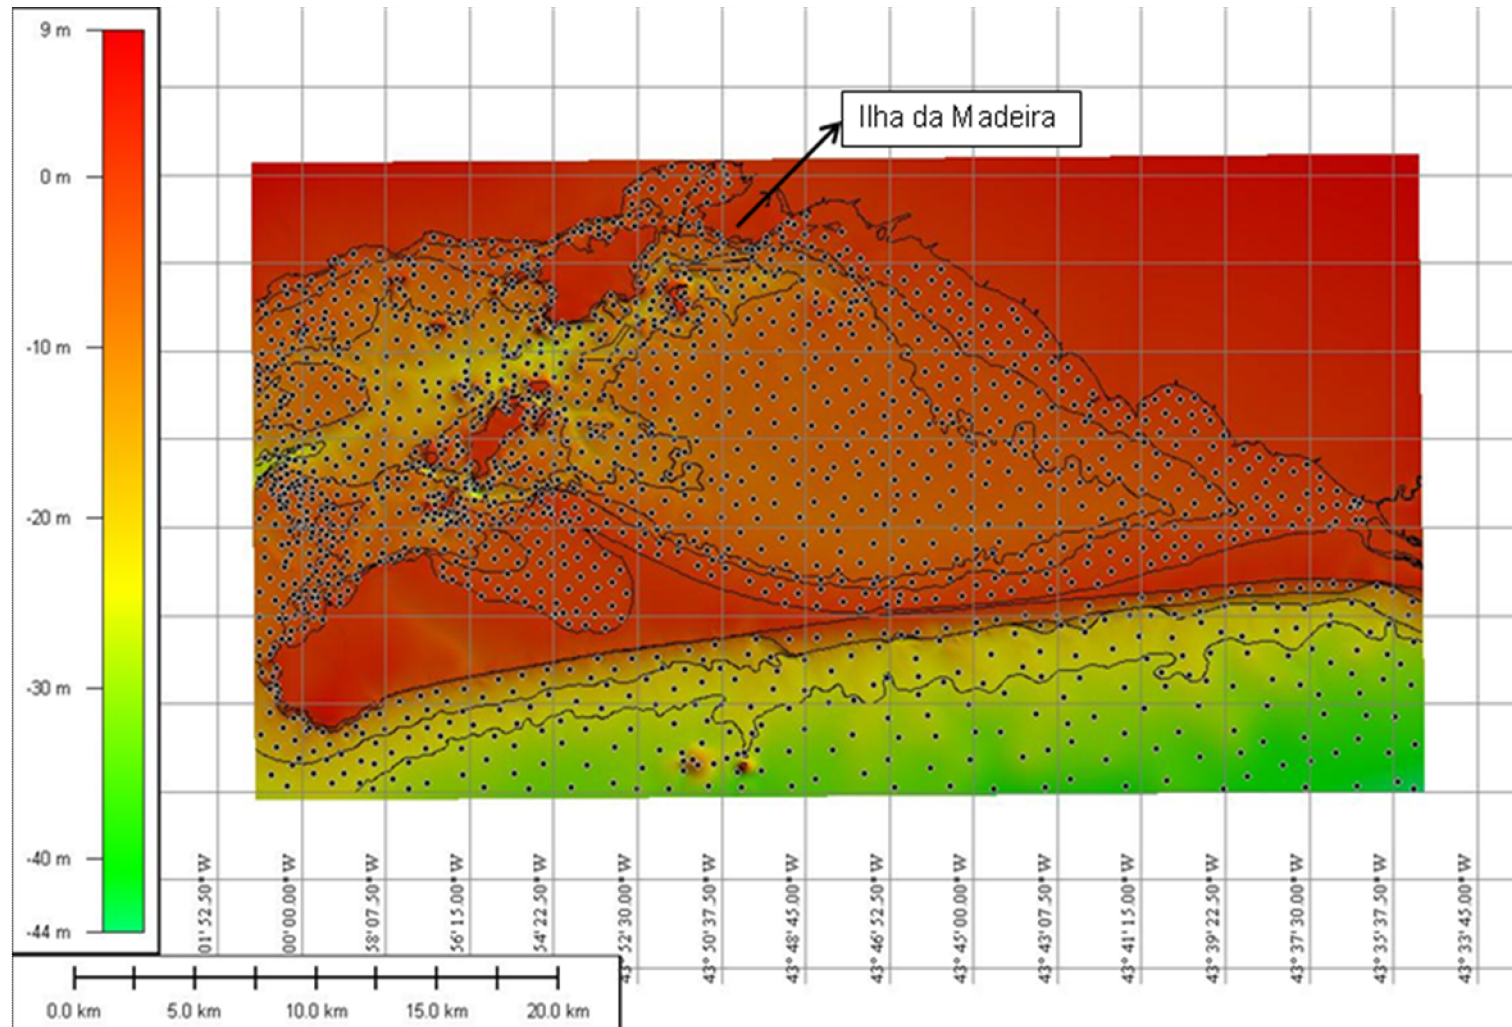 9 m
0 m
-10 m
-20 m
-30 m
-40 m
-44 m
Ilha da Madeira
01' 52.50" W
00' 00.00" W
58' 07.50" W
56' 15.00" W
54' 22.50" W
43° 52' 30.00" W
43° 50' 37.50" W
43° 48' 45.00" W
43° 46' 52.50" W
43° 45' 00.00" W
43° 43' 07.50" W
43° 41' 15.00" W
43° 39' 22.50" W
43° 37' 30.00" W
43° 35' 37.50" W
43° 33' 45.00" W
0.0 km 5.0 km 10.0 km 15.0 km 20.0 km